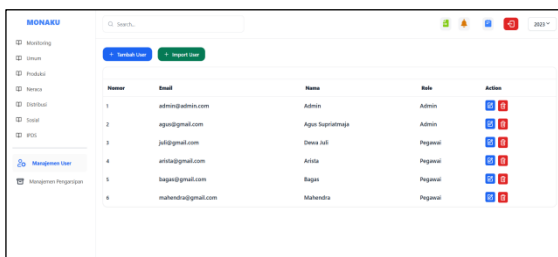 MONAKU
Search..
2023
Monitoring
Umum
Produksi
Neraca
Distribusi
Sosial
IPDS
Manajemen User
Manajemen Pengarsipan
+ Tambah User
+ Import User
Nomor Email Nama Role Action
1 admin@admin.com Admin Admin
2 agus@gmail.com Agus Supriatmaja Admin
3 juli@gmail.com Dewa Juli Pegawai
4 arista@gmail.com Arista Pegawai
5 bagas@gmail.com Bagas Pegawai
6 mahendra@gmail.com Mahendra Pegawai